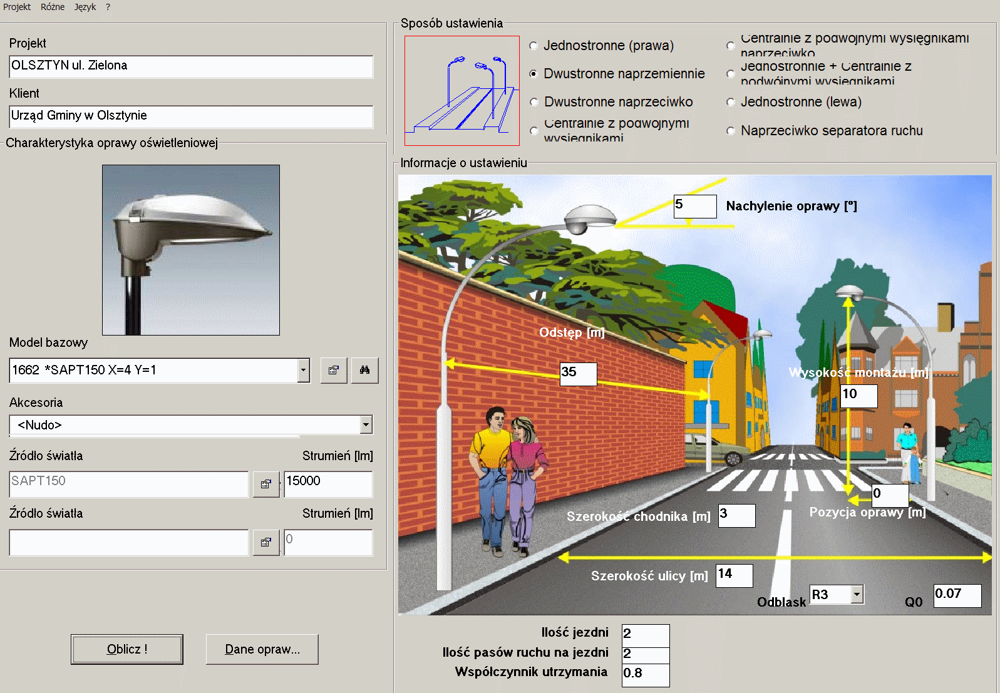 Projekt Różne Język ?
Projekt
OLSZTYN ul. Zielona
Klient
Urząd Gminy w Olsztynie
Charakterystyka oprawy oświetleniowej
Model bazowy
1662 *SAPT150 X=4 Y=1
Akcesoria
<Nudo>
Źródło światła Strumień [lm]
SAPT150 15000
Źródło światła Strumień [lm]
0
Oblicz ! Dane opraw...
Sposób ustawienia
Jednostronne (prawa)
Dwustronne naprzemiennie
Dwustronne naprzeciwko
Centralnie z podwójnymi
wysięgnikami
Centralnie z podwójnymi wysięgnikami
naprzeciwko
Jednostronnie + Centralnie z
podwójnymi wysięgnikami
Jednostronne (lewa)
Naprzeciwko separatora ruchu
Informacje o ustawieniu
5 Nachylenie oprawy [º]
Odstęp [m]
35
Wysokość montażu [m]
10
0
Pozycja oprawy [m]
Szerokość chodnika [m] 3
Szerokość ulicy [m] 14
Odblask R3 Q0 0.07
Ilość jezdni 2
Ilość pasów ruchu na jezdni 2
Współczynnik utrzymania 0.8